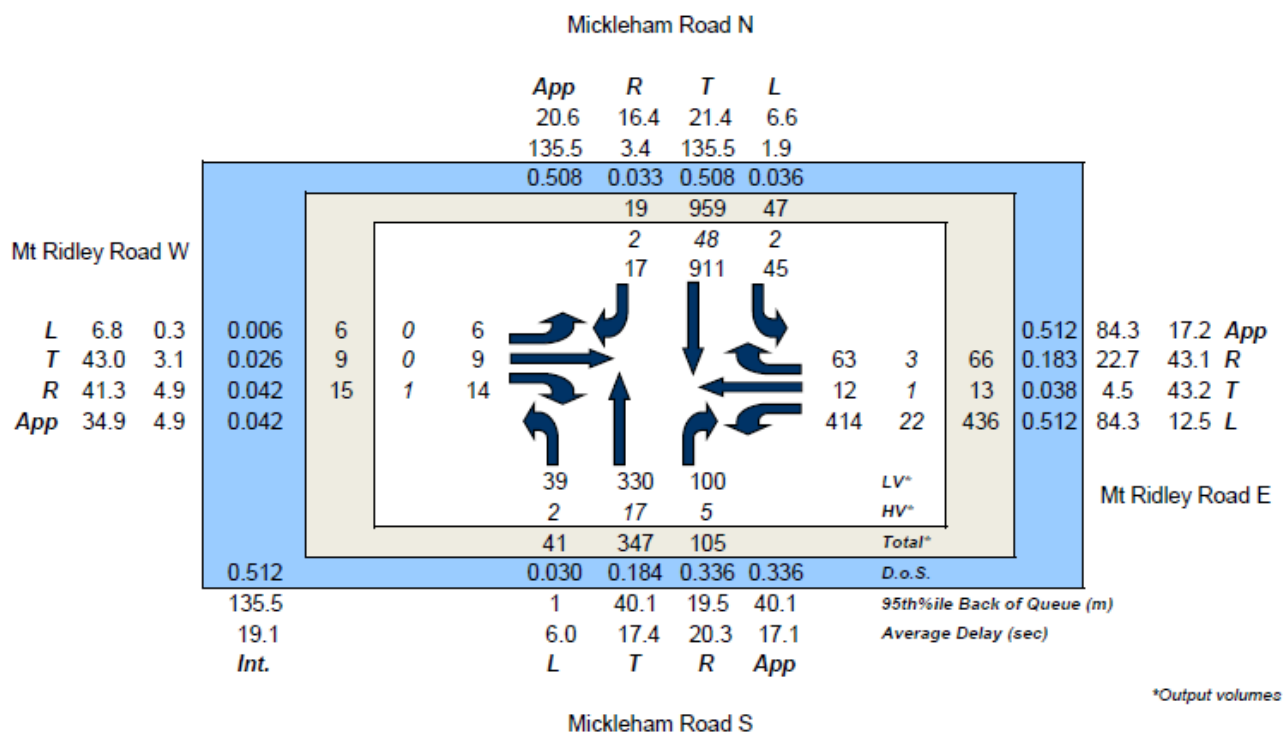 Mickleham Road N
App R T L
20.6 16.4 21.4 6.6
135.5 3.4 135.5 1.9
0.508 0.033 0.508 0.036
19 959 47
2 48 2
17 911 45
Mt Ridley Road W
L 6.8 0.3 0.006 6 0 6
T 43.0 3.1 0.026 9 0 9
R 41.3 4.9 0.042 15 1 14
App 34.9 4.9 0.042
0.512 84.3 17.2 App
63 3 66 0.183 22.7 43.1 R
12 1 13 0.038 4.5 43.2 T
414 22 436 0.512 84.3 12.5 L
Mt Ridley Road E
39 330 100 LV*
2 17 5 HV*
41 347 105 Total*
0.512 0.030 0.184 0.336 0.336 D.o.S.
135.5 1 40.1 19.5 40.1 95th%ile Back of Queue (m)
19.1 6.0 17.4 20.3 17.1 Average Delay (sec)
Int. L T R App
*Output volumes
Mickleham Road S